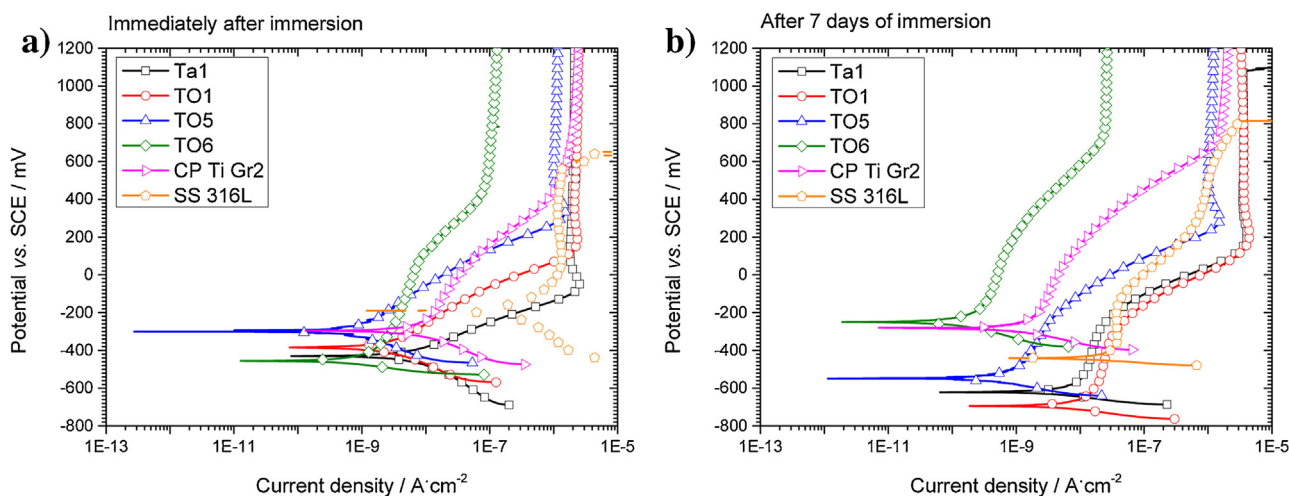 a)
Immediately after immersion
1200
1000
800
600
400
200
0
-200
-400
-600
-800
Potential vs. SCE / mV
Ta1
TO1
TO5
TO6
CP Ti Gr2
SS 316L
1E-13
1E-11
1E-9
1E-7
1E-5
Current density / A·cm-2
b)
After 7 days of immersion
1200
1000
800
600
400
200
0
-200
-400
-600
-800
Potential vs. SCE / mV
Ta1
TO1
TO5
TO6
CP Ti Gr2
SS 316L
1E-13
1E-11
1E-9
1E-7
1E-5
Current density / A·cm-2